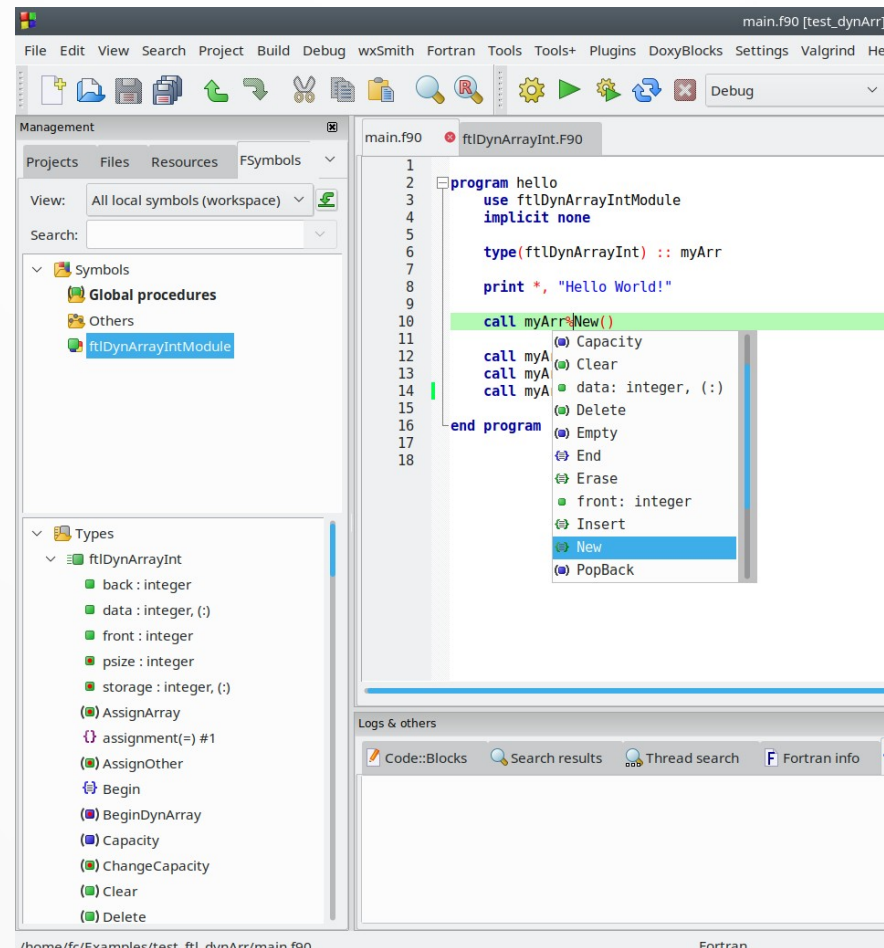 main.f90 [test_dynArr]
File Edit View Search Project Build Debug wxSmith Fortran Tools Tools+ Plugins DoxyBlocks Settings Valgrind He
Debug
Management
Projects Files Resources FSymbols
View: All local symbols (workspace)
Search:
Symbols
Global procedures
Others
ftlDynArrayIntModule
Types
ftlDynArrayInt
back : integer
data : integer, (:)
front : integer
psize : integer
storage : integer, (:)
AssignArray
assignment(=) #1
AssignOther
Begin
BeginDynArray
Capacity
ChangeCapacity
Clear
Delete
main.f90 ftlDynArrayInt.F90
1
2 program hello
3 use ftlDynArrayIntModule
4 implicit none
5
6 type(ftlDynArrayInt) :: myArr
7
8 print *, "Hello World!"
9
10 call myArr%New()
11
12 call myA
13 call myA
14 call myA
15
16 end program
17
18
Capacity
Clear
data: integer, (:)
Delete
Empty
End
Erase
front: integer
Insert
New
PopBack
Logs & others
Code::Blocks Search results Thread search Fortran info
/home/fc/Examples/test_ftl_dynArr/main.f90 Fortran